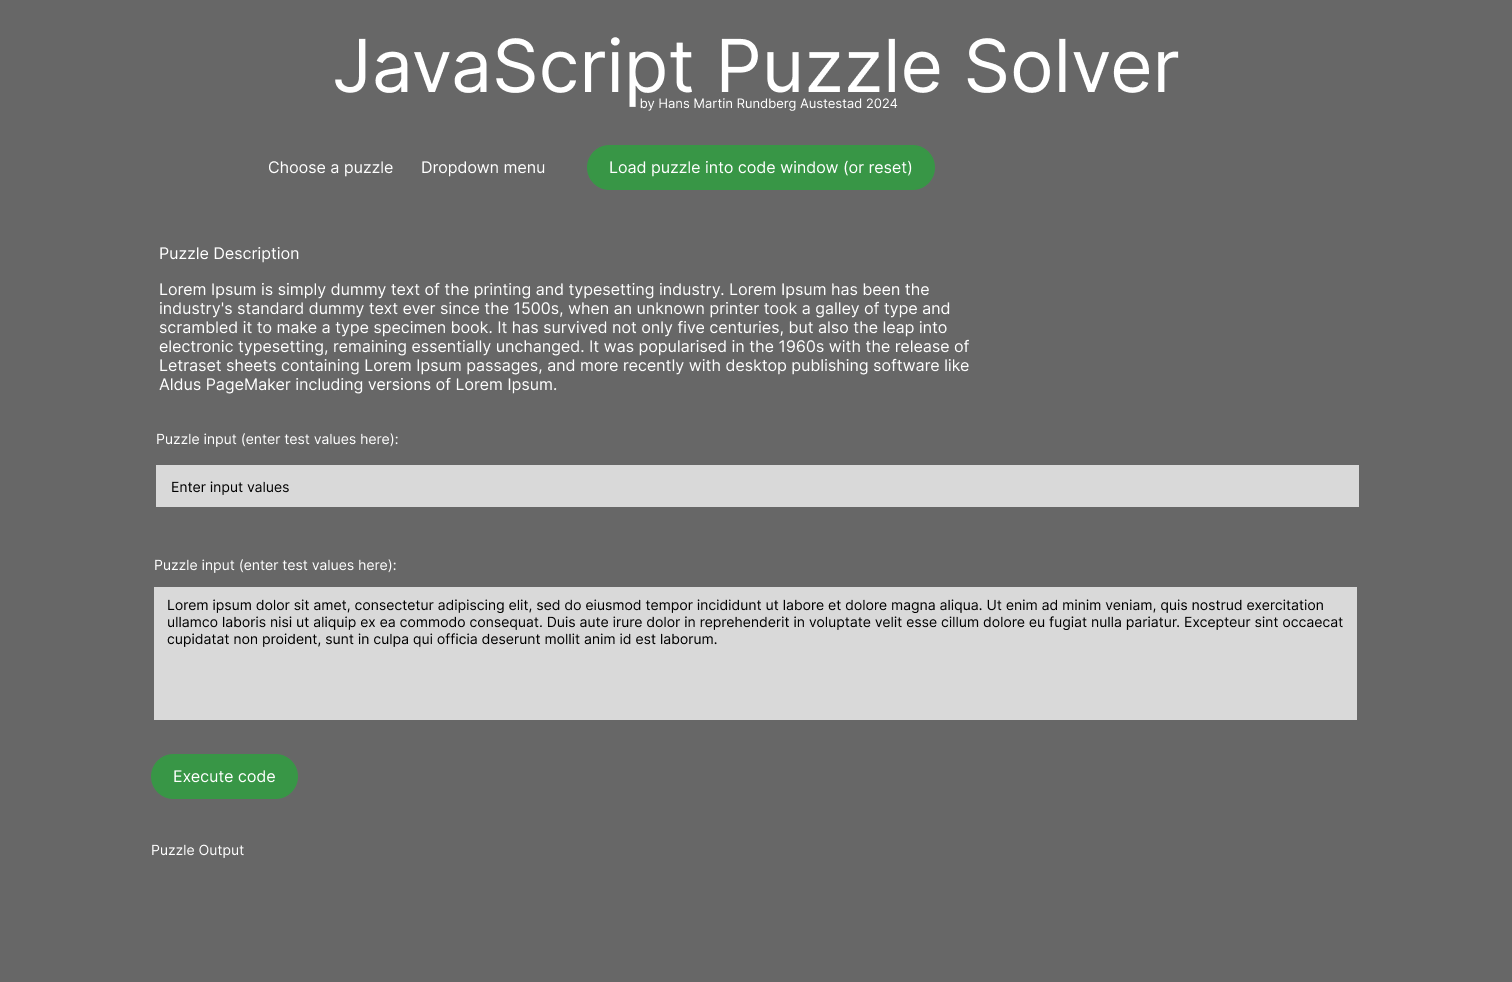 JavaScript Puzzle Solver
by Hans Martin Rundberg Austestad 2024
Choose a puzzle Dropdown menu Load puzzle into code window (or reset)
Puzzle Description
Lorem Ipsum is simply dummy text of the printing and typesetting industry. Lorem Ipsum has been the
industry's standard dummy text ever since the 1500s, when an unknown printer took a galley of type and
scrambled it to make a type specimen book. It has survived not only five centuries, but also the leap into
electronic typesetting, remaining essentially unchanged. It was popularised in the 1960s with the release of
Letraset sheets containing Lorem Ipsum passages, and more recently with desktop publishing software like
Aldus PageMaker including versions of Lorem Ipsum.
Puzzle input (enter test values here):
Enter input values
Puzzle input (enter test values here):
Lorem ipsum dolor sit amet, consectetur adipiscing elit, sed do eiusmod tempor incididunt ut labore et dolore magna aliqua. Ut enim ad minim veniam, quis nostrud exercitation
ullamco laboris nisi ut aliquip ex ea commodo consequat. Duis aute irure dolor in reprehenderit in voluptate velit esse cillum dolore eu fugiat nulla pariatur. Excepteur sint occaecat
cupidatat non proident, sunt in culpa qui officia deserunt mollit anim id est laborum.
Execute code
Puzzle Output